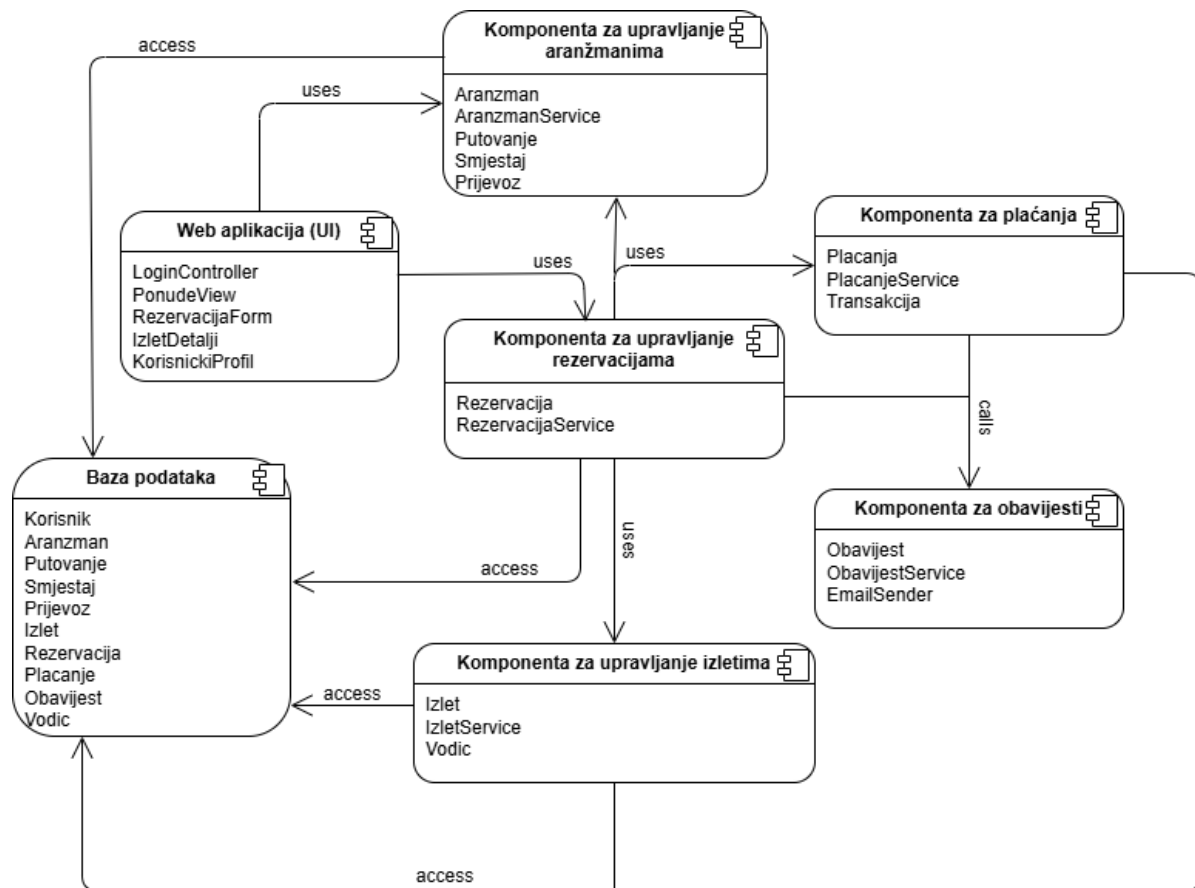 Komponenta za upravljanje
aranžmanima
Aranzman
AranzmanService
Putovanje
Smjestaj
Prijevoz
access
uses
Web aplikacija (UI)
LoginController
PonudeView
RezervacijaForm
IzletDetalji
KorisnickiProfil
uses
uses
Komponenta za plaćanja
Placanja
PlacanjeService
Transakcija
Komponenta za upravljanje
rezervacijama
Rezervacija
RezervacijaService
calls
Baza podataka
Korisnik
Aranzman
Putovanje
Smjestaj
Prijevoz
Izlet
Rezervacija
Placanje
Obavijest
Vodic
access
uses
Komponenta za obavijesti
Obavijest
ObavijestService
EmailSender
access
Komponenta za upravljanje izletima
Izlet
IzletService
Vodic
access